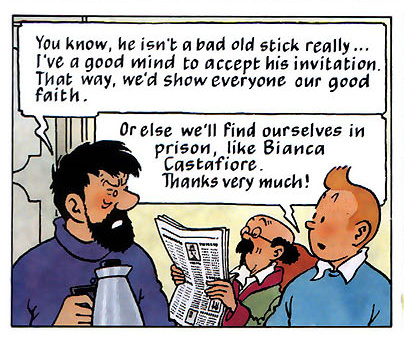 You know, he isn't a bad old stick really...
I've a good mind to accept his invitation.
That way, we'd show everyone our good
faith.
Or else we'll find ourselves in
prison, like Bianca
Castafiore.
Thanks very much!